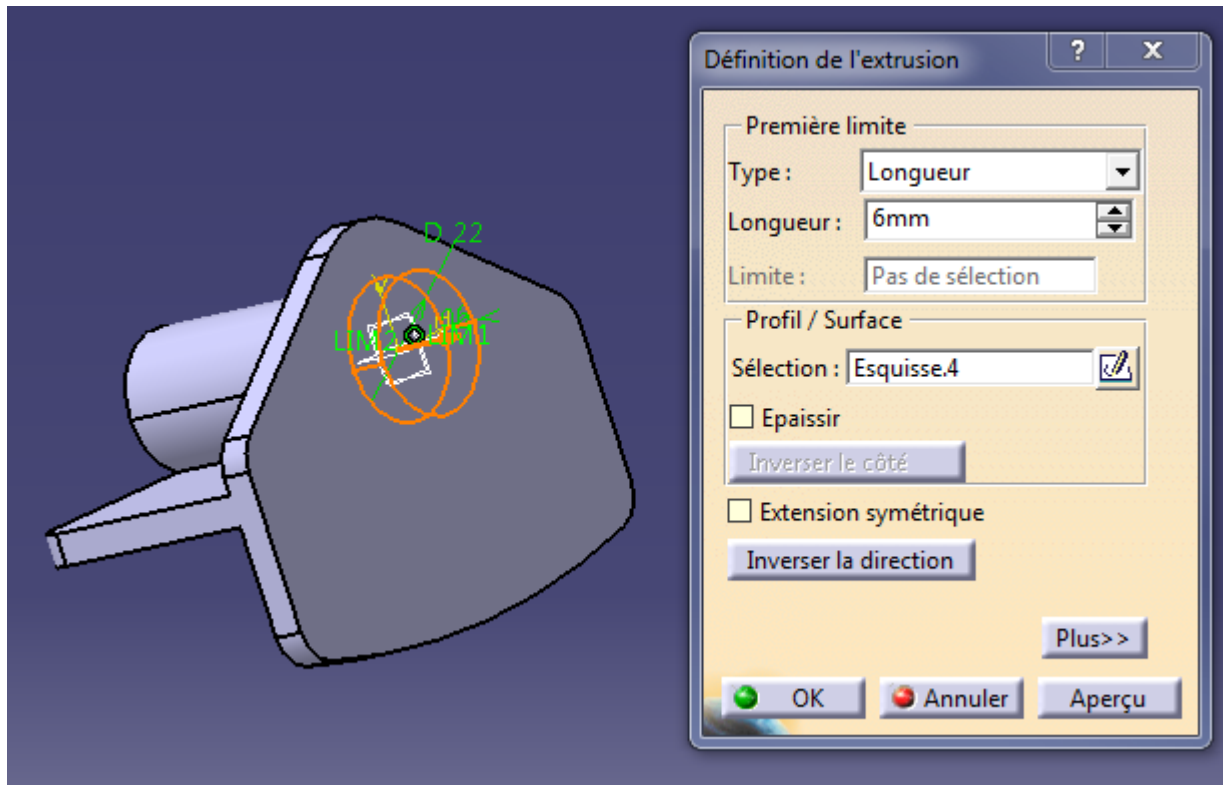 Définition de l'extrusion
? X
Première limite
Type : Longueur
Longueur : 6mm
Limite : Pas de sélection
Profil / Surface
Sélection : Esquisse.4
Epaissir
Inverser le côté
Extension symétrique
Inverser la direction
Plus>>
OK Annuler Aperçu
D 22
V
LIM2 LIM1